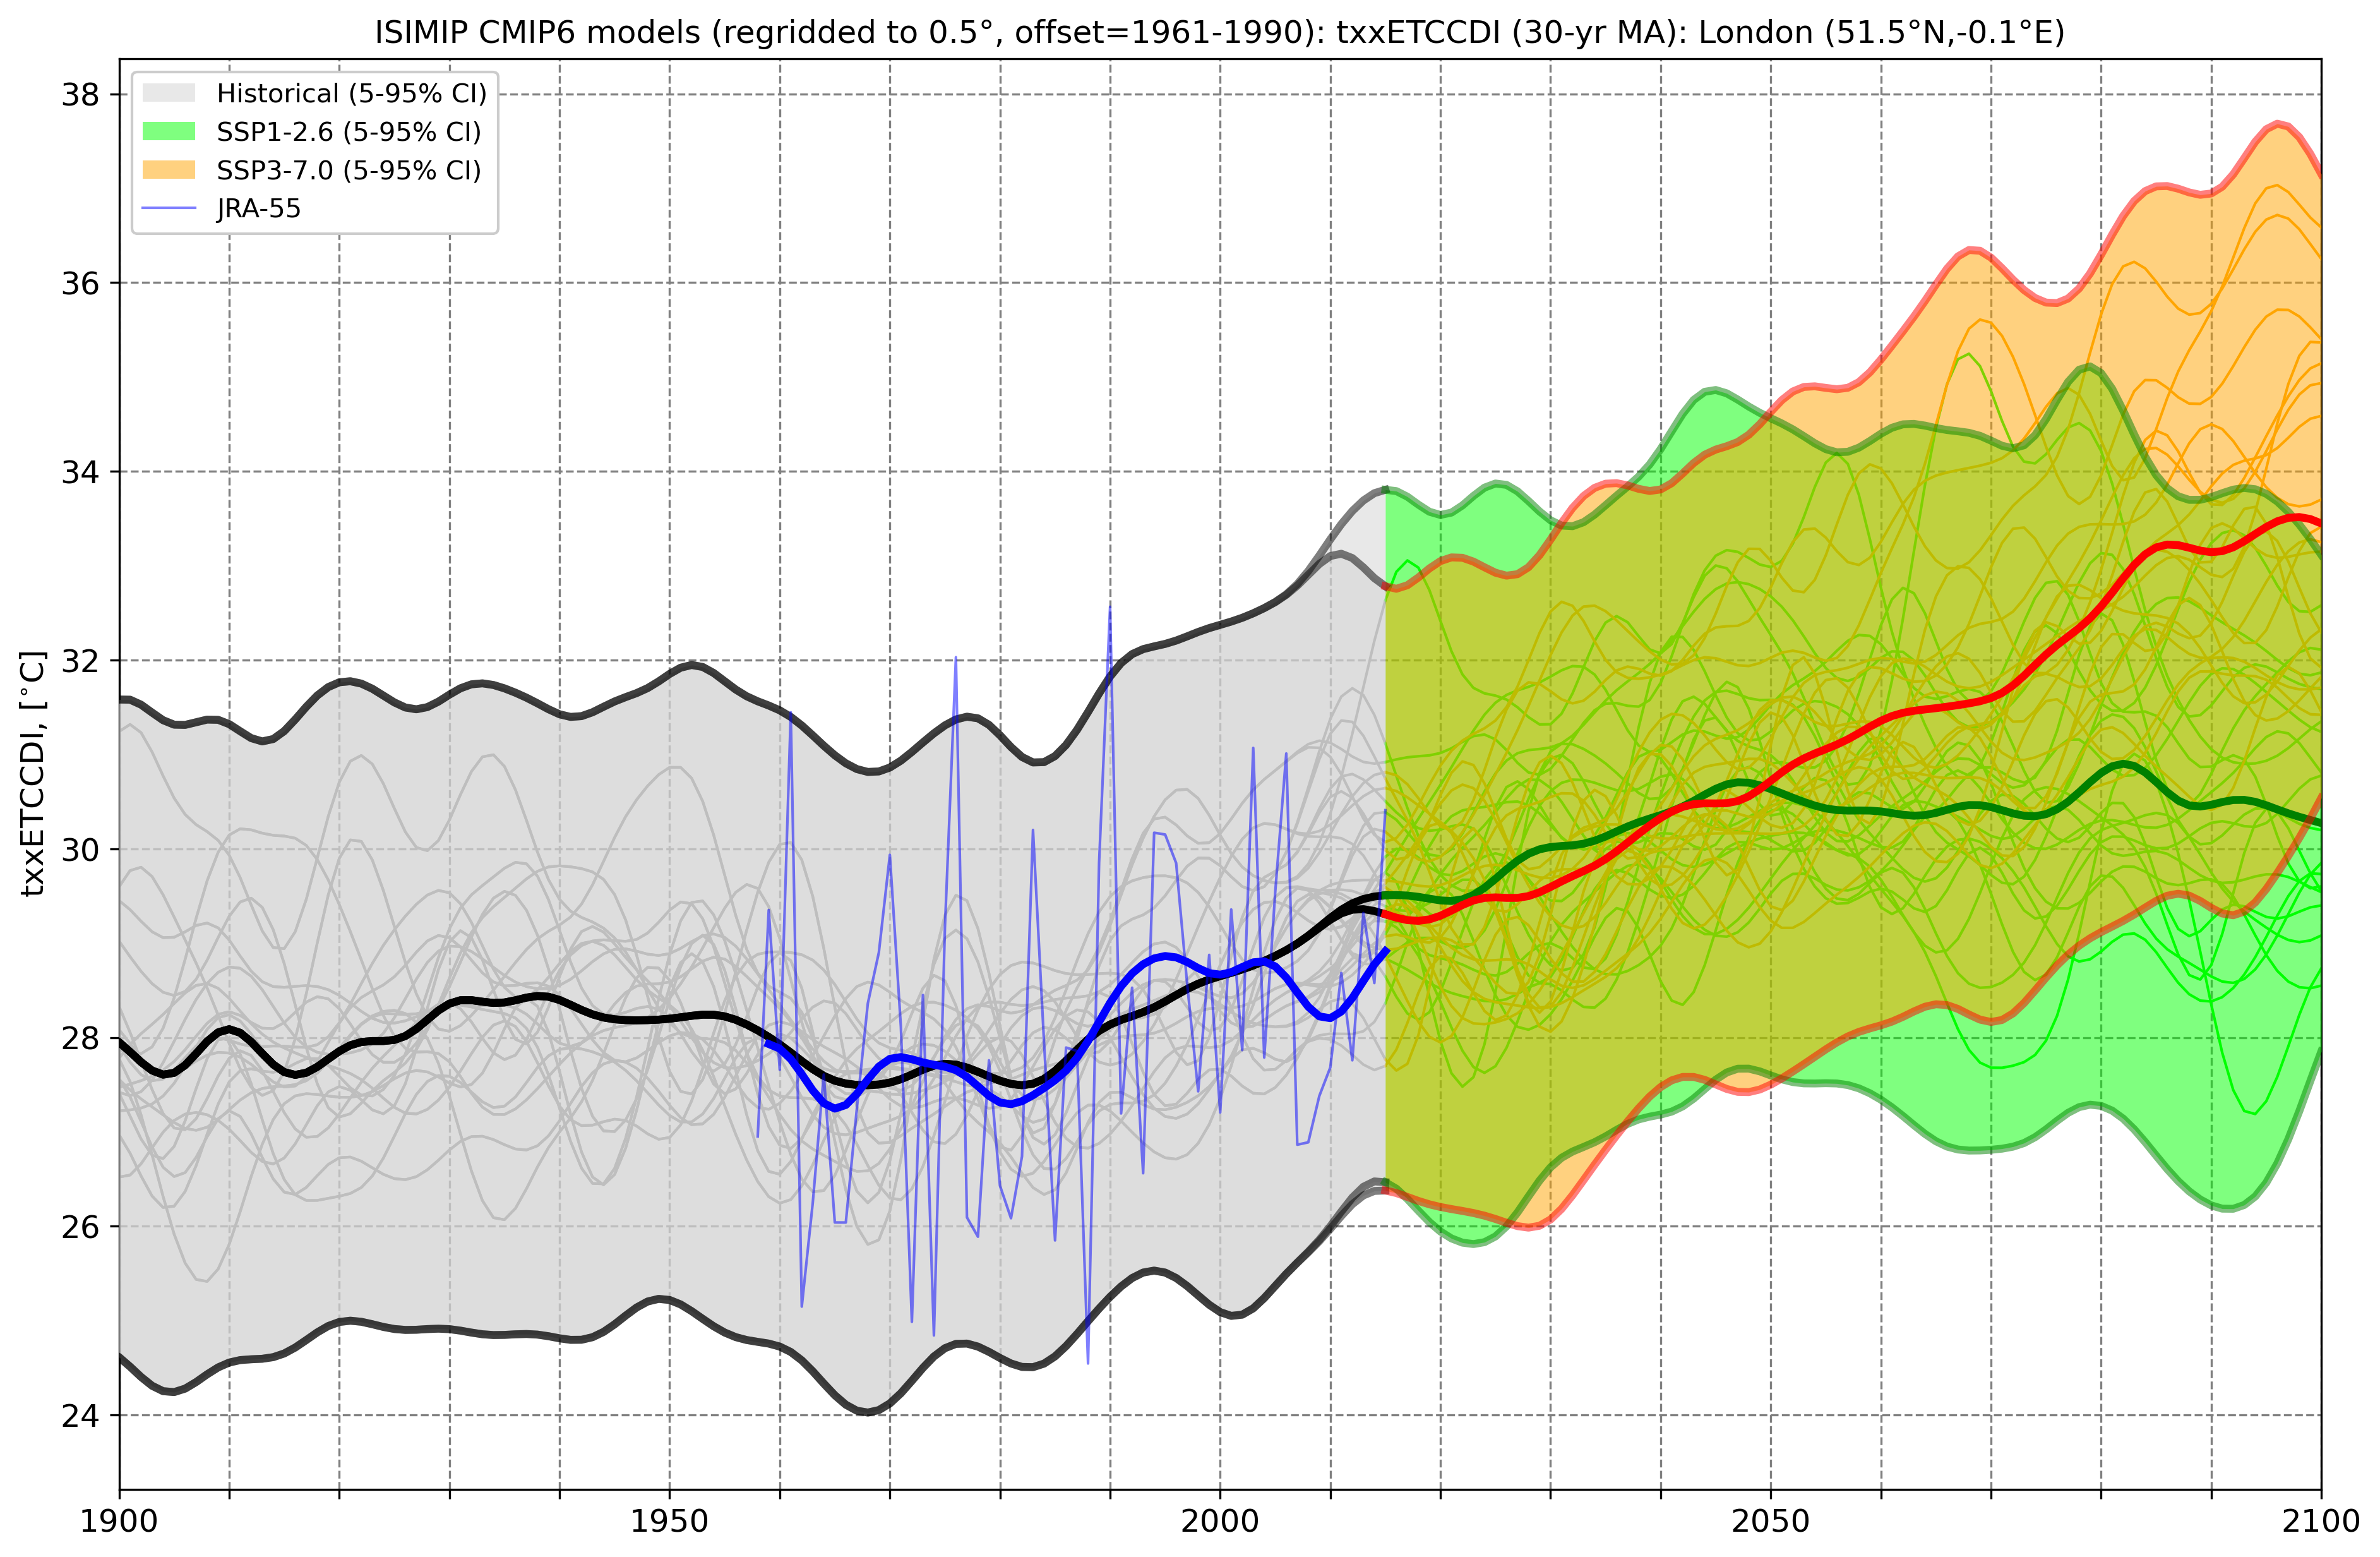 ISIMIP CMIP6 models (regridded to 0.5°, offset=1961-1990): txxETCCDI (30-yr MA): London (51.5°N,-0.1°E)
Historical (5-95% CI)
SSP1-2.6 (5-95% CI)
SSP3-7.0 (5-95% CI)
JRA-55
txxETCCDI, [°C]
38
36
34
32
30
28
26
24
1900
1950
2000
2050
2100